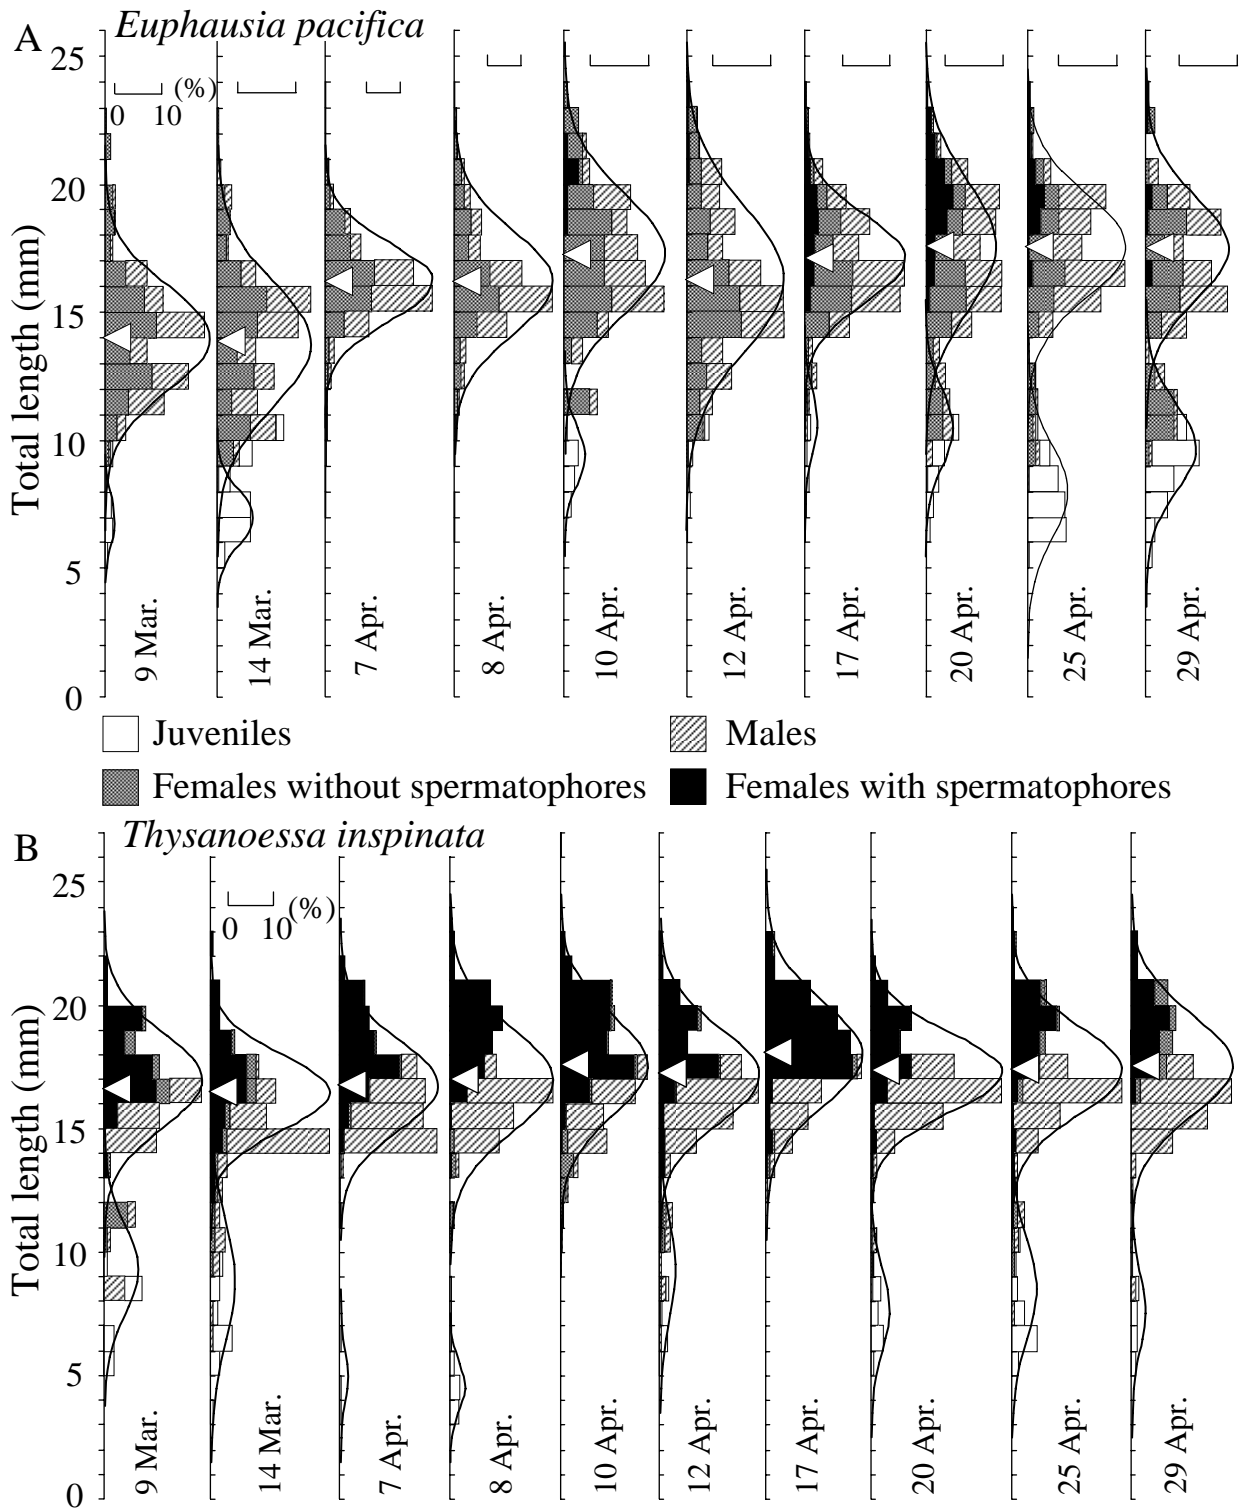 A
Euphausia pacifica
25
20
15
10
5
0
Total length (mm)
(%)
0 10
9 Mar.
14 Mar.
7 Apr.
8 Apr.
10 Apr.
12 Apr.
17 Apr.
20 Apr.
25 Apr.
29 Apr.
Juveniles
Males
Females without spermatophores
Females with spermatophores
B
Thysanoessa inspinata
25
20
15
10
5
0
Total length (mm)
(%)
0 10
9 Mar.
14 Mar.
7 Apr.
8 Apr.
10 Apr.
12 Apr.
17 Apr.
20 Apr.
25 Apr.
29 Apr.